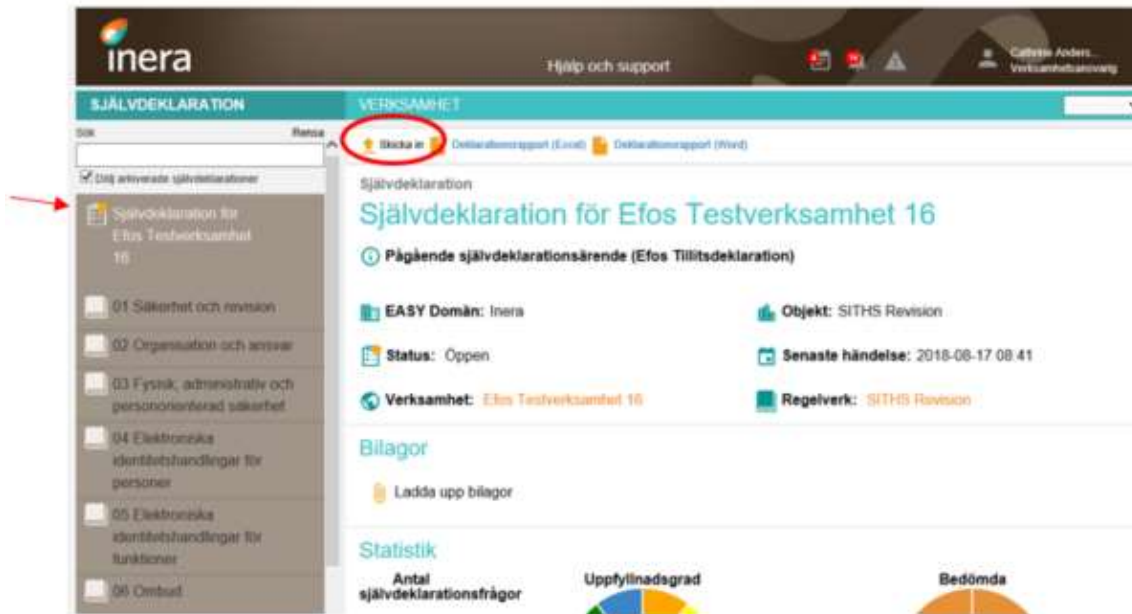 inera
Hjälp och support
Cathrine Anders...
Verksamhetsansvarig
SJÄLVDEKLARATION
VERKSAMHET
Sök
Rensa
Skicka in
Deklarationsrapport (Excel)
Deklarationsrapport (Word)
Dölj arkiverade självdeklarationer
Självdeklaration för
Efos Testverksamhet
16
01 Säkerhet och revision
02 Organisation och ansvar
03 Fysisk, administrativ och
personorienterad säkerhet
04 Elektroniska
identitetshandlingar för
personer
05 Elektroniska
identitetshandlingar för
funktioner
06 Ombud
Självdeklaration
Självdeklaration för Efos Testverksamhet 16
Pågående självdeklarationsärende (Efos Tillitsdeklaration)
EASY Domän: Inera
Objekt: SITHS Revision
Status: Öppen
Senaste händelse: 2018-08-17 08:41
Verksamhet: Efos Testverksamhet 16
Regelverk: SITHS Revision
Bilagor
Ladda upp bilagor
Statistik
Antal
självdeklarationsfrågor
Uppfyllnadsgrad
Bedömda